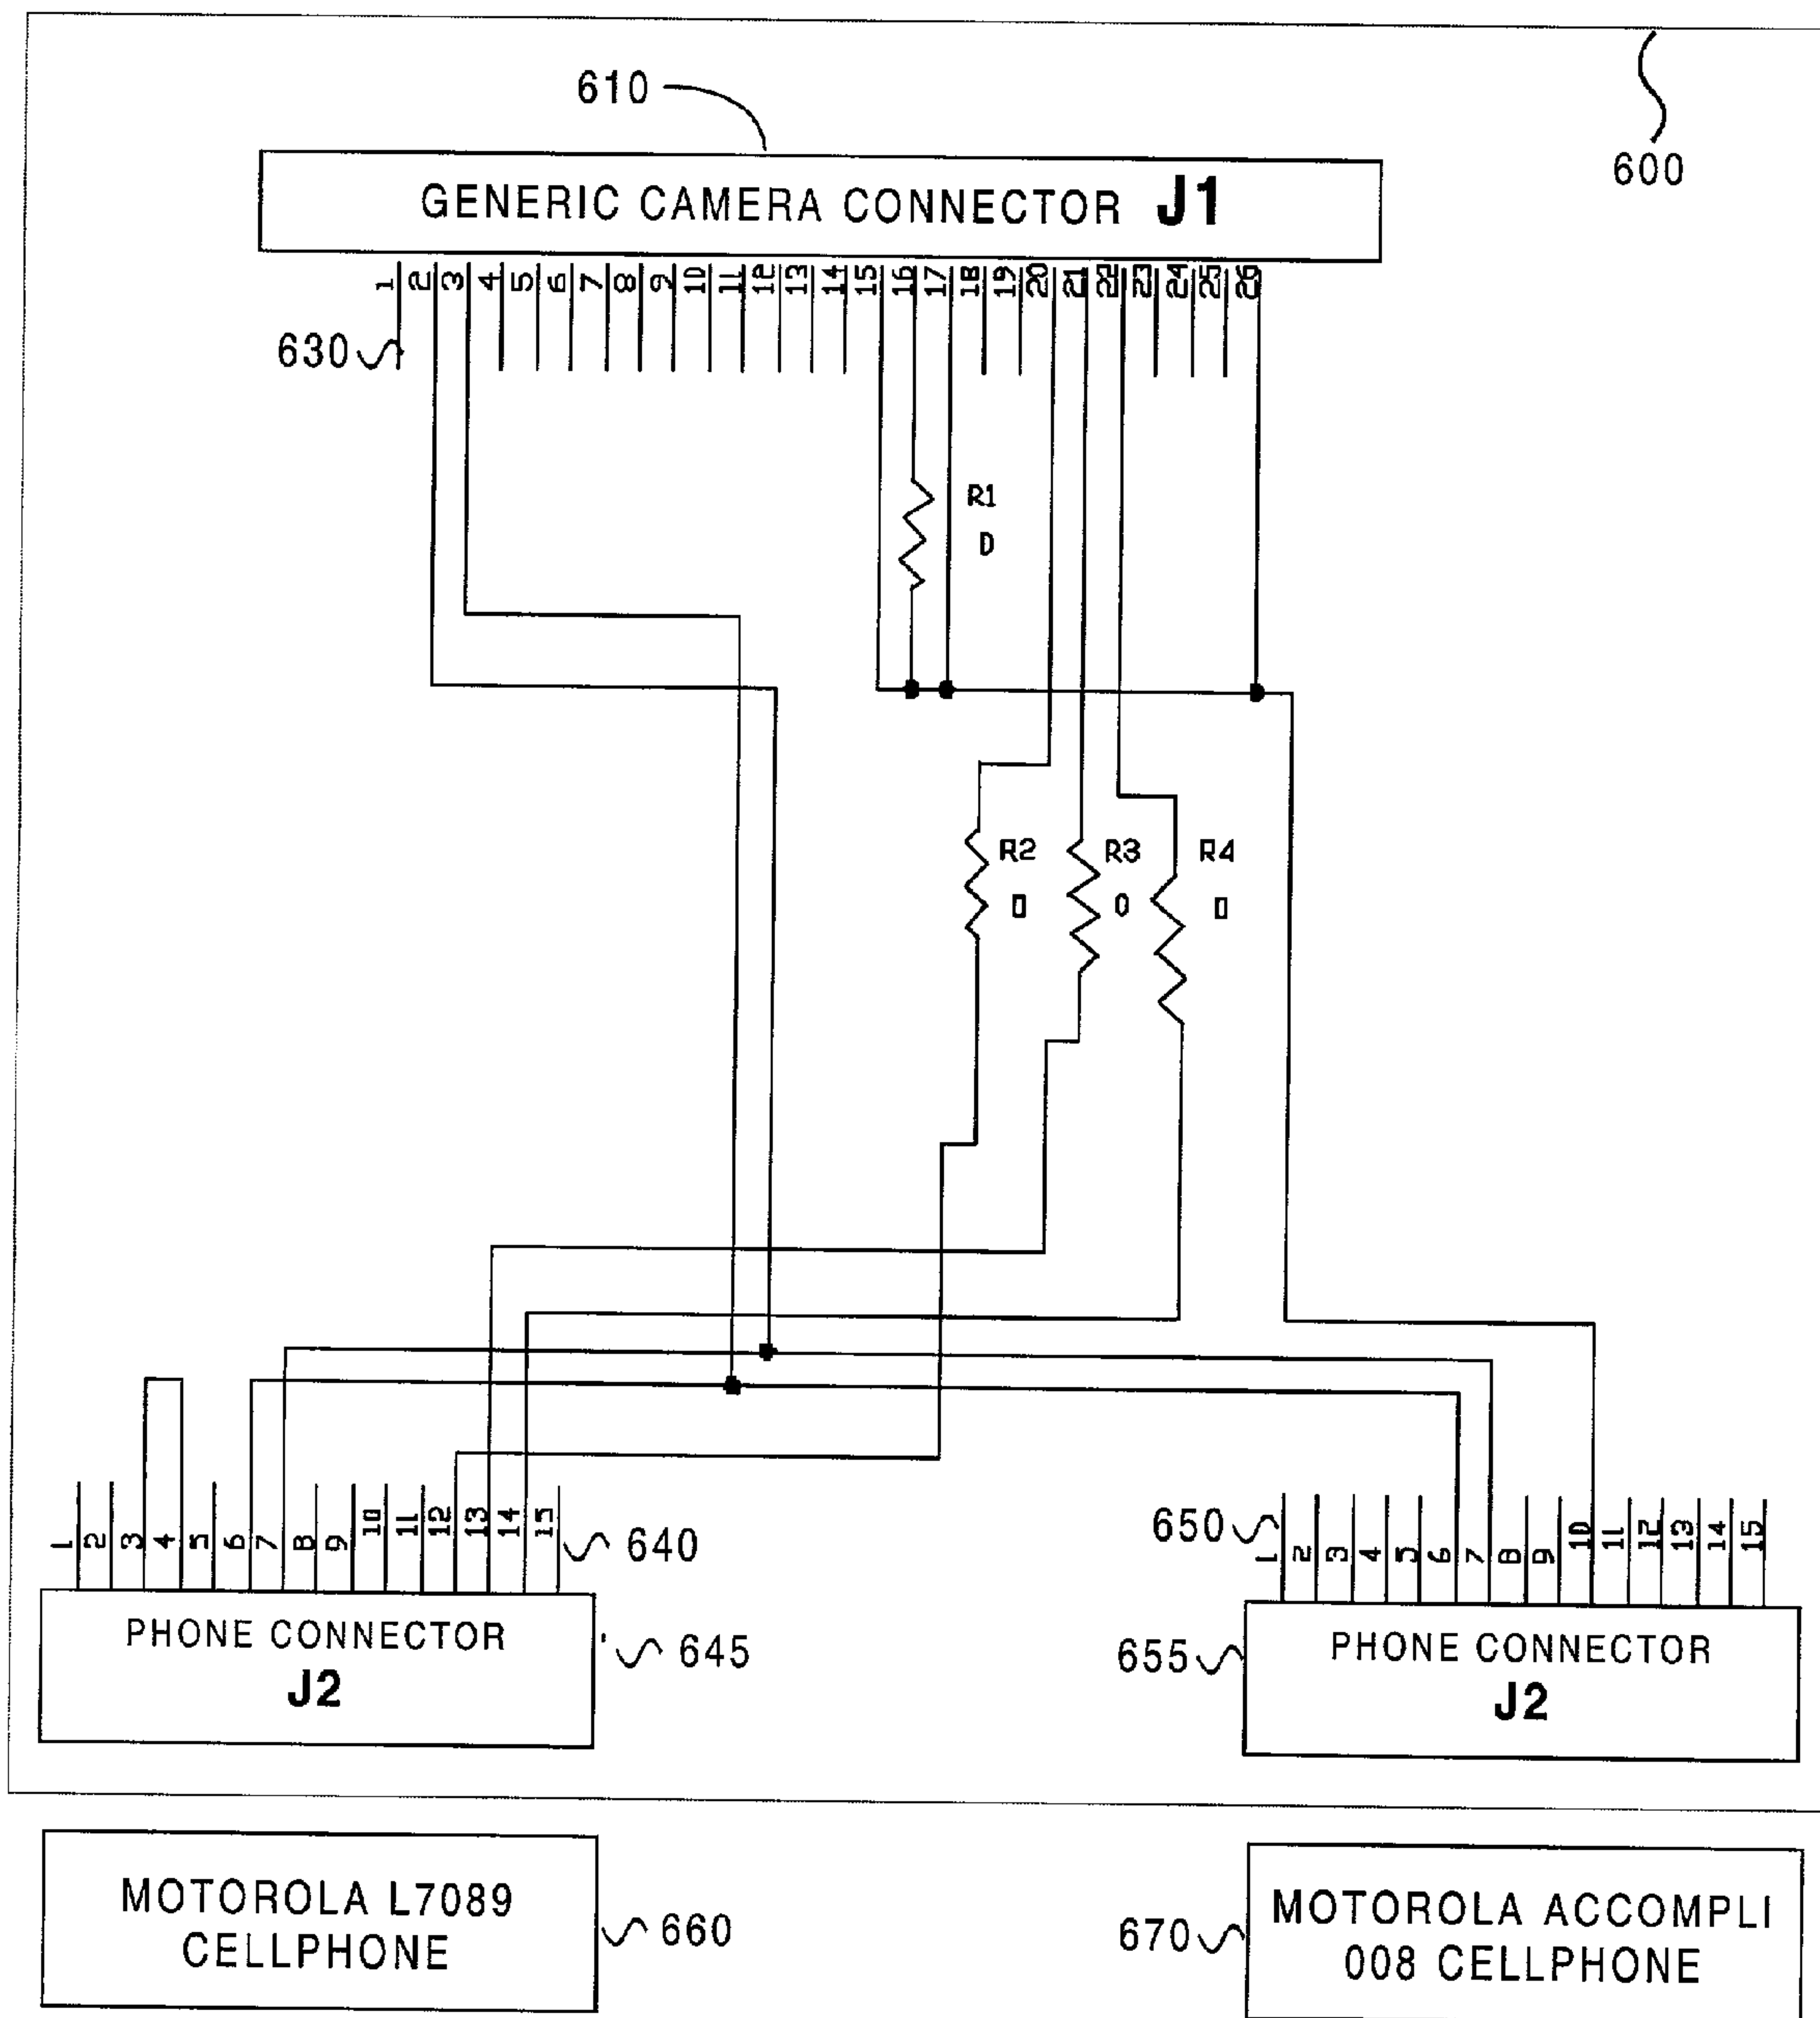 610
600
GENERIC CAMERA CONNECTOR J1
1 2 3 4 5 6 7 8 9 10 11 12 13 14 15 16 17 18 19 20 21 22 23 24 25 26
630
R1
D
R2 R3 R4
0 0 0
1 2 3 4 5 6 7 8 9 10 11 12 13 14 15
640
650
1 2 3 4 5 6 7 8 9 10 11 12 13 14 15
PHONE CONNECTOR
J2
645
655
PHONE CONNECTOR
J2
MOTOROLA L7089
CELLPHONE
660
670
MOTOROLA ACCOMPLI
008 CELLPHONE